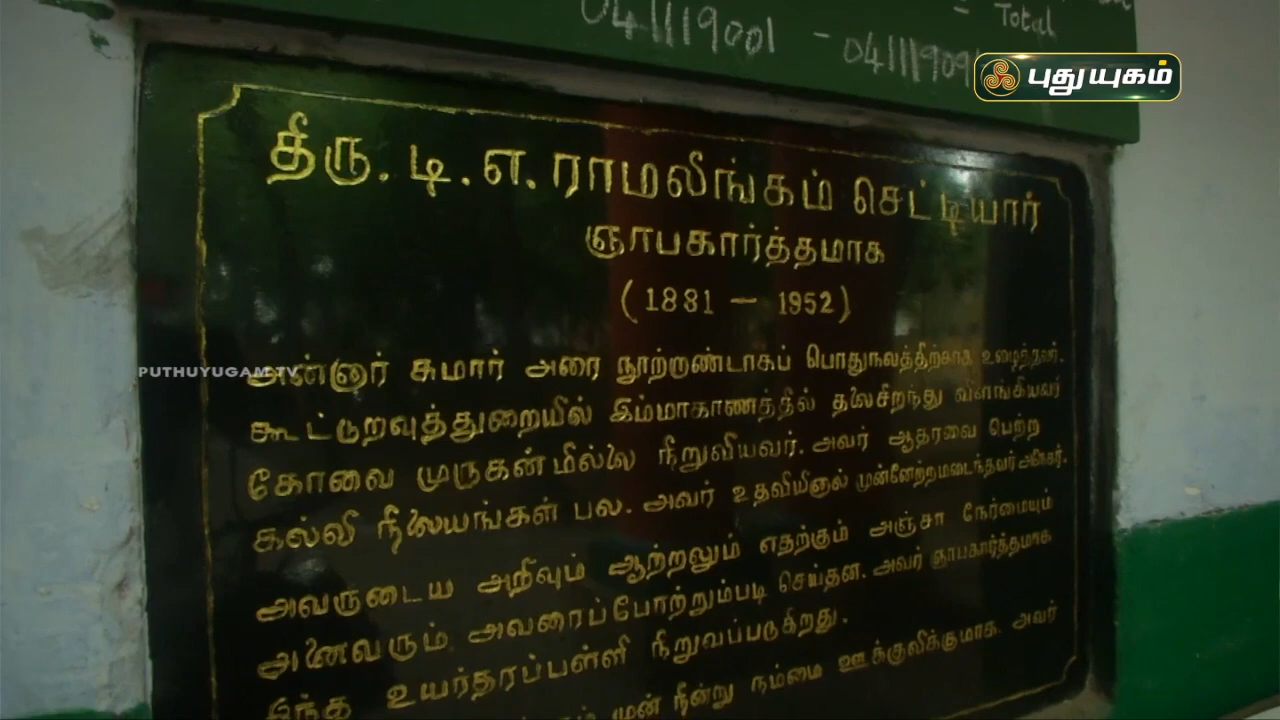 Total
041119001 - 0411190
புதுயுகம்
திரு. டி. எ. ராமலிங்கம் செட்டியார்
ஞாபகார்த்தமாக
(1881 — 1952)
PUTHUYUGAM TV
அன்னார் சுமார் அரை நூற்றாண்டாகப் பொதுநலத்திற்காக உழைத்தவர்.
கூட்டுறவுத்துறையில் இம்மாகாணத்தில் தலைசிறந்து விளங்கியவர்
கோவை முருகன் மில்லை நிறுவியவர். அவர் ஆதரவை பெற்ற
கல்வி நிலையங்கள் பல. அவர் உதவியினால் முன்னேற்றமடைந்தவர் அநேகர்.
அவருடைய அறிவும் ஆற்றலும் எதற்கும் அஞ்சா நேர்மையும்
அனைவரும் அவரைப்போற்றும்படி செய்தன. அவர் ஞாபகார்த்தமாக
இந்த உயர்தரப்பள்ளி நிறுவப்படுகிறது.
முன் நின்று நம்மை ஊக்குவிக்குமாக. அவர்